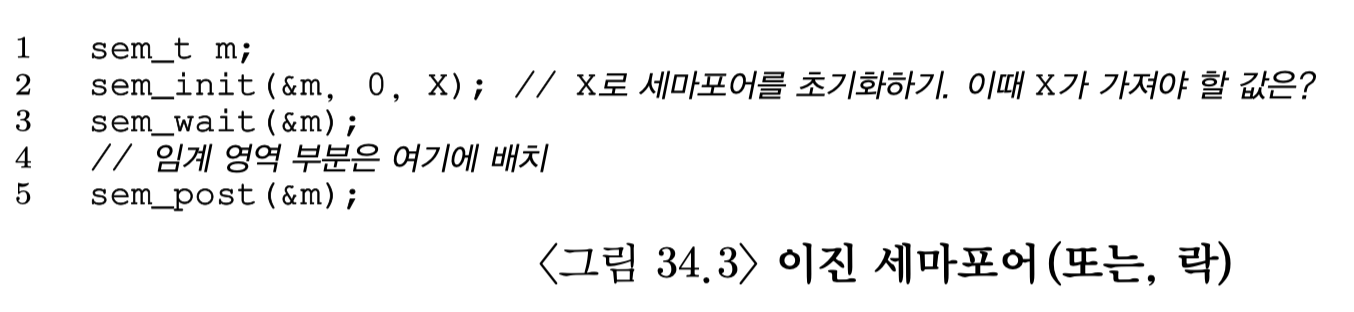 1 sem_t m;
2 sem_init(&m, 0, X); // X로 세마포어를 초기화하기. 이때 X가 가져야 할 값은?
3 sem_wait(&m);
4 // 임계 영역 부분은 여기에 배치
5 sem_post(&m);
〈그림 34.3〉 이진 세마포어(또는, 락)